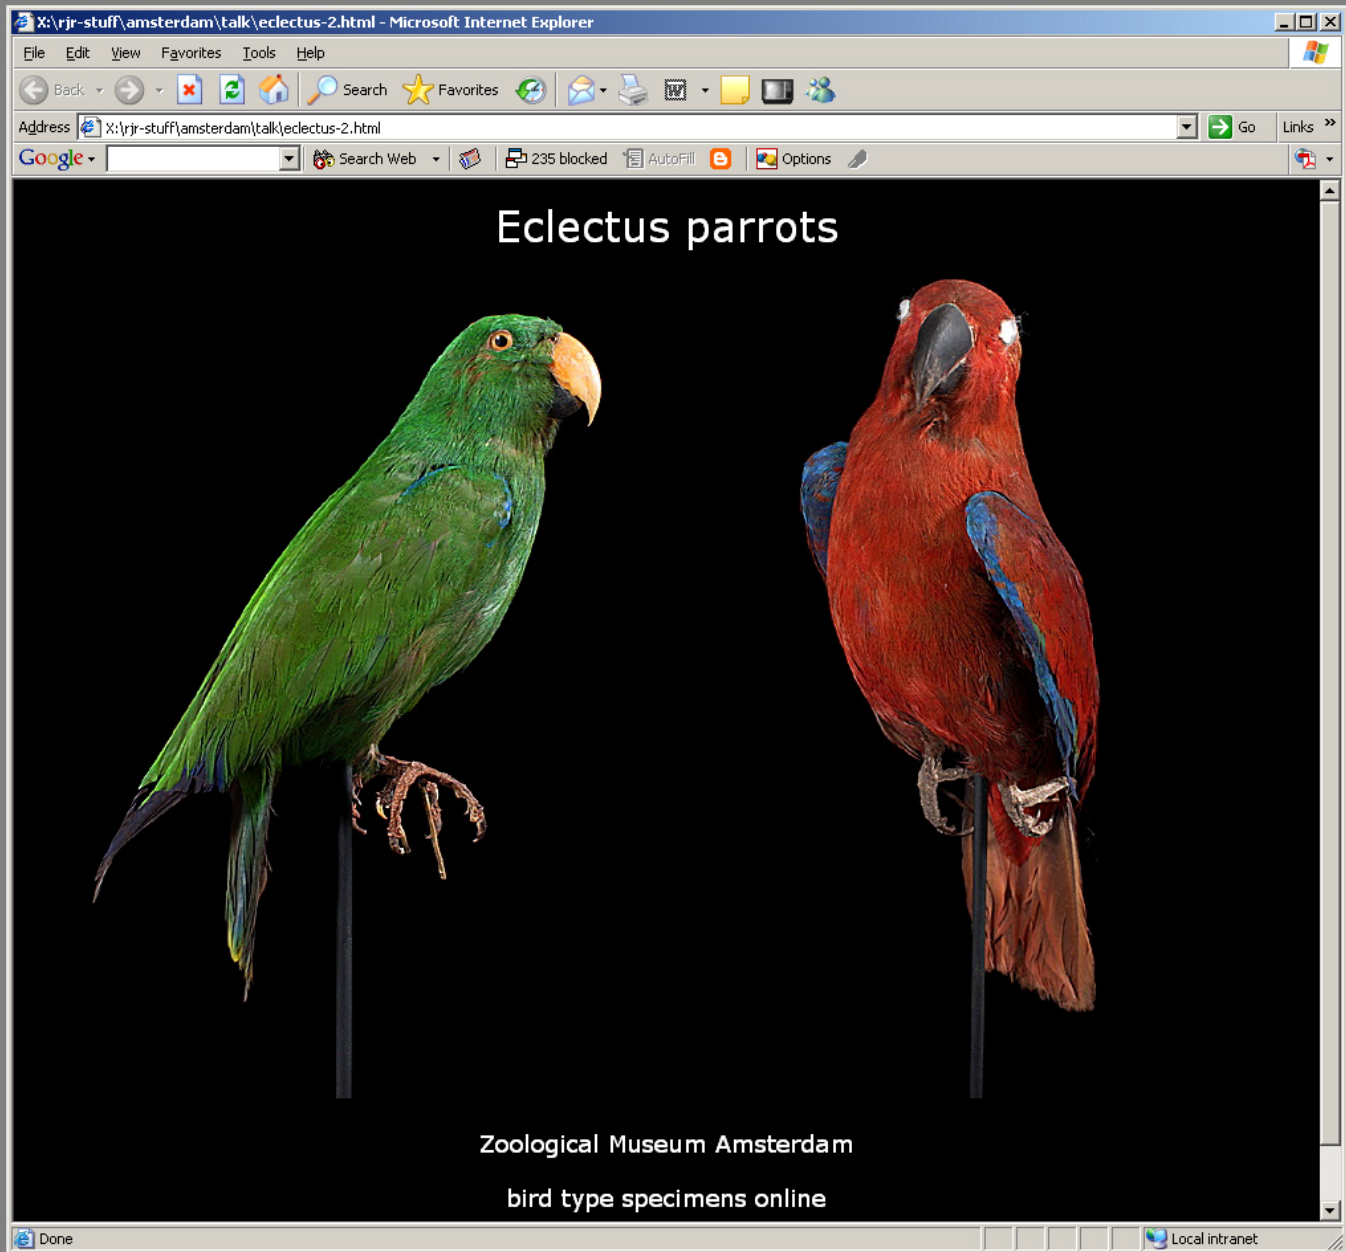 X:\rjr-stuff\amsterdam\talk\eclectus-2.html - Microsoft Internet Explorer
File Edit View Favorites Tools Help
Back Search Favorites
Address X:\rjr-stuff\amsterdam\talk\eclectus-2.html Go Links »
Google Search Web 235 blocked AutoFill Options
Eclectus parrots
Zoological Museum Amsterdam
bird type specimens online
Done Local intranet